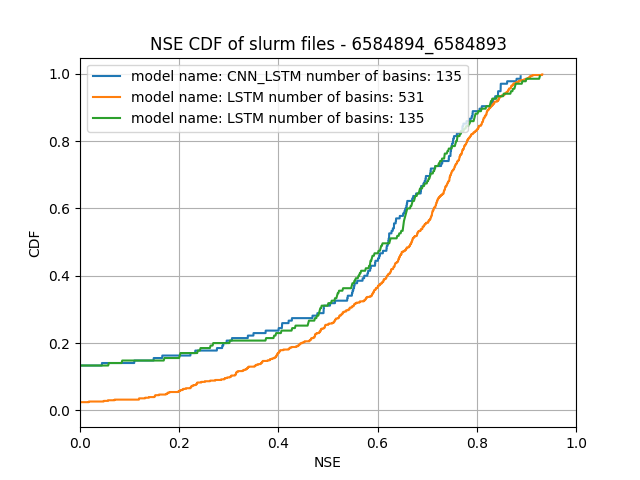 NSE CDF of slurm files - 6584894_6584893
model name: CNN_LSTM number of basins: 135
model name: LSTM number of basins: 531
model name: LSTM number of basins: 135
1.0
0.8
0.6
0.4
0.2
0.0
CDF
0.0 0.2 0.4 0.6 0.8 1.0
NSE